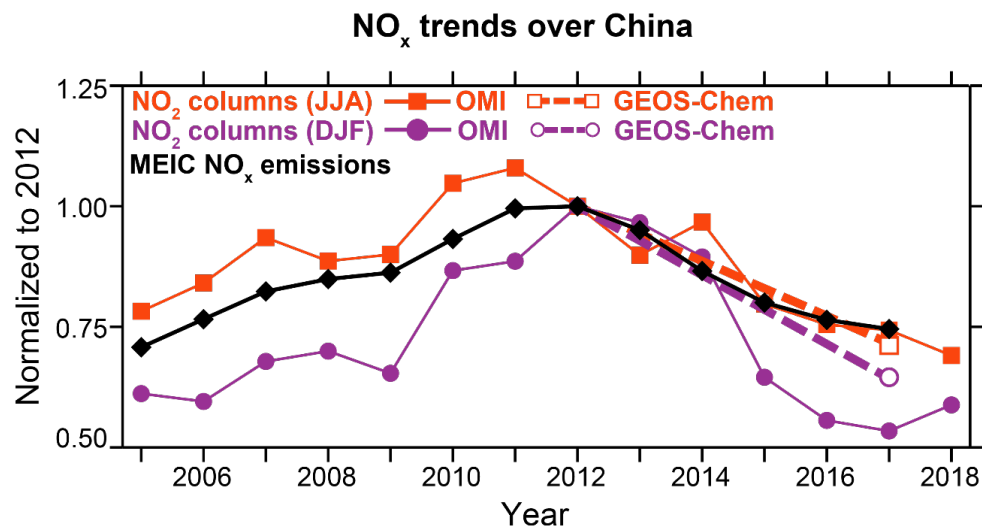 NOₓ trends over China
1.25
1.00
0.75
0.50
Normalized to 2012
NO₂ columns (JJA) OMI GEOS-Chem
NO₂ columns (DJF) OMI GEOS-Chem
MEIC NOₓ emissions
2006 2008 2010 2012 2014 2016 2018
Year